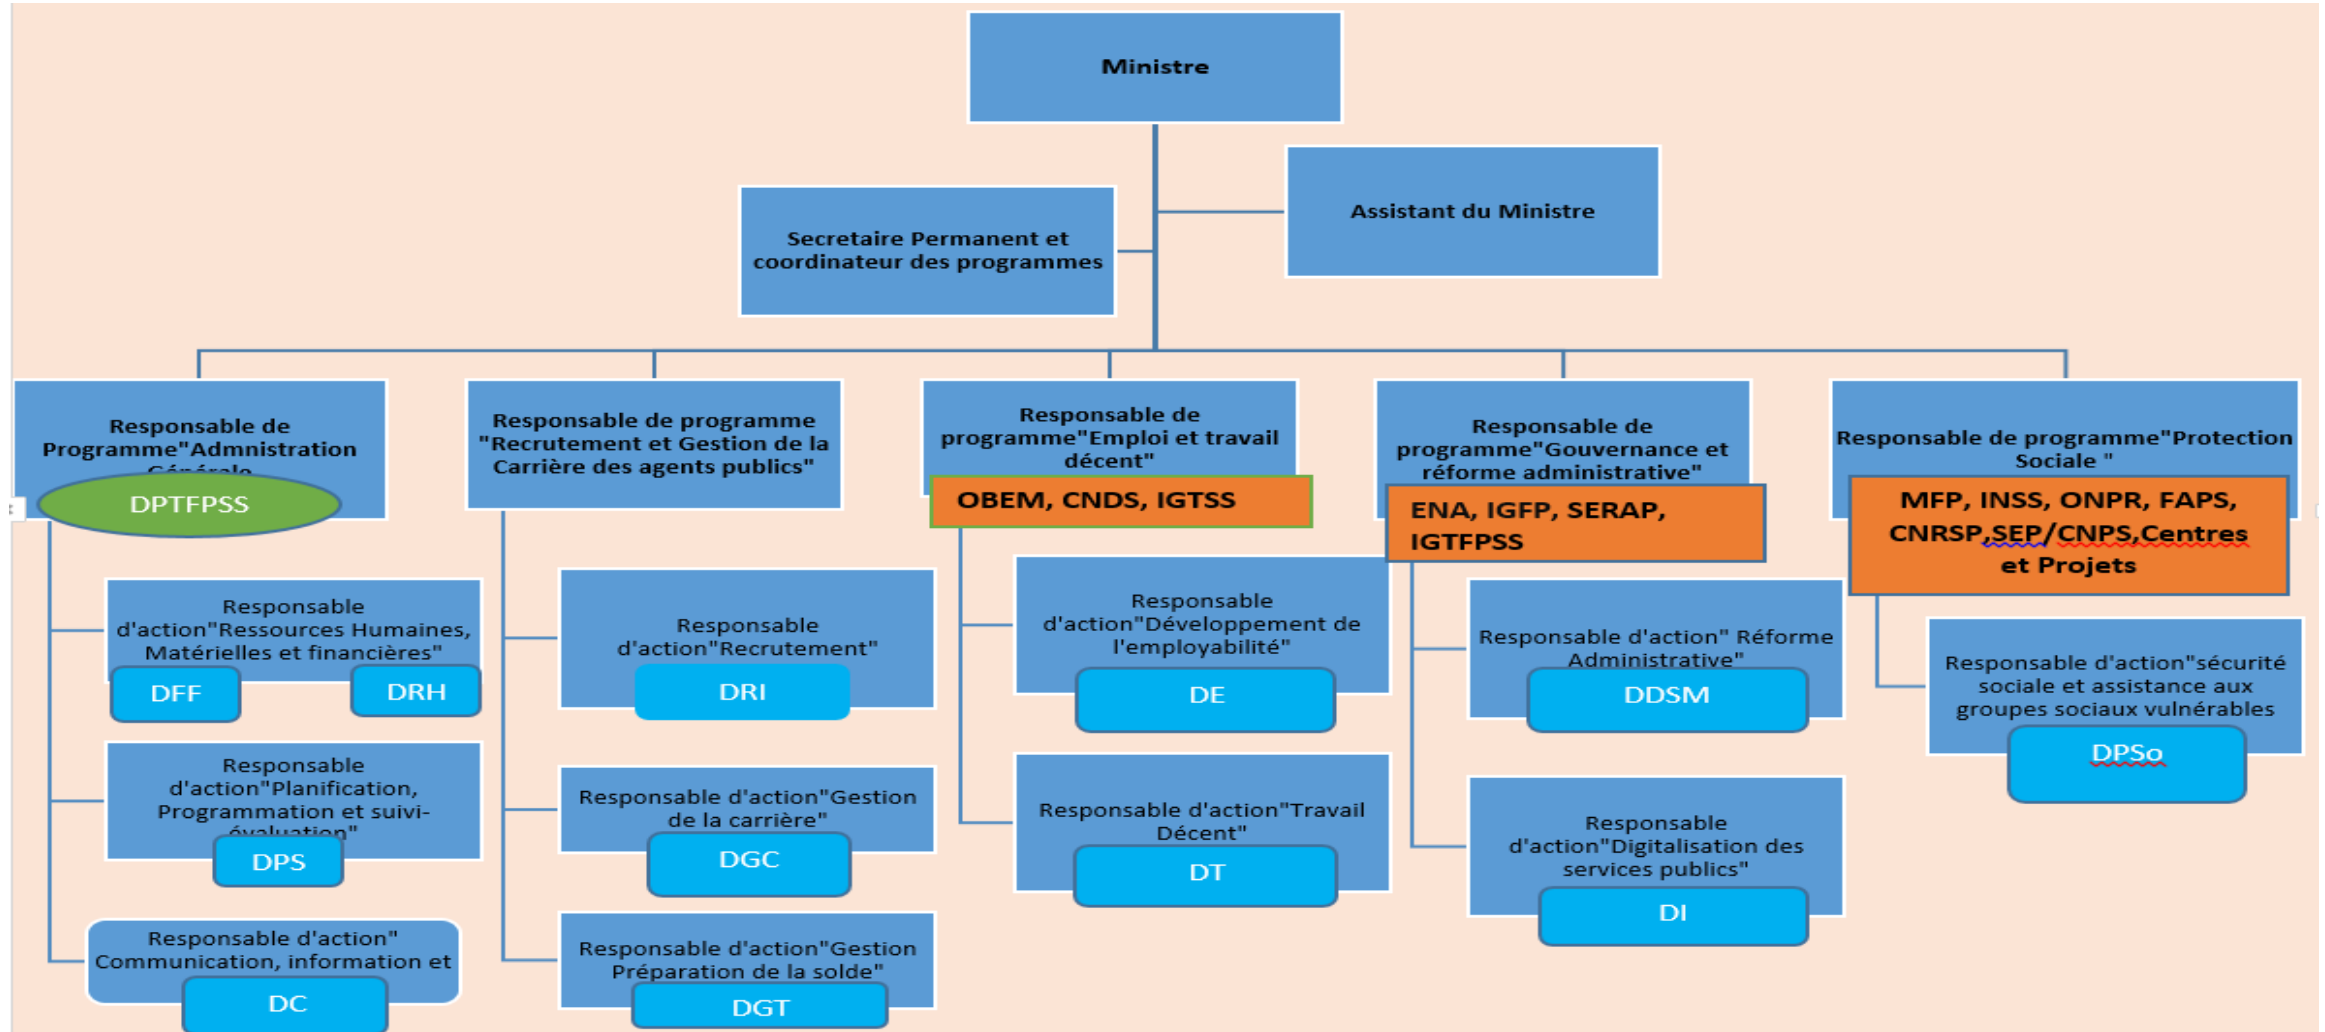 Ministre
Assistant du Ministre
Secretaire Permanent et
coordinateur des programmes
Responsable de
Programme"Admnistration
Générale
DPTFPSS
Responsable
d'action"Ressources Humaines,
Matérielles et financières"
DFF
DRH
Responsable
d'action"Planification,
Programmation et suivi-
évaluation"
DPS
Responsable d'action"
Communication, information et
DC
Responsable de programme
"Recrutement et Gestion de la
Carrière des agents publics"
Responsable
d'action"Recrutement"
DRI
Responsable d'action"Gestion
de la carrière"
DGC
Responsable d'action"Gestion
Préparation de la solde"
DGT
Responsable de
programme"Emploi et travail
décent"
OBEM, CNDS, IGTSS
Responsable
d'action"Développement de
l'employabilité"
DE
Responsable d'action"Travail
Décent"
DT
Responsable de
programme"Gouvernance et
réforme administrative"
ENA, IGFP, SERAP,
IGTFPSS
Responsable d'action" Réforme
Administrative"
DDSM
Responsable
d'action"Digitalisation des
services publics"
DI
Responsable de programme"Protection
Sociale "
MFP, INSS, ONPR, FAPS,
CNRSP,SEP/CNPS,Centres
et Projets
Responsable d'action"sécurité
sociale et assistance aux
groupes sociaux vulnérables
DPSo